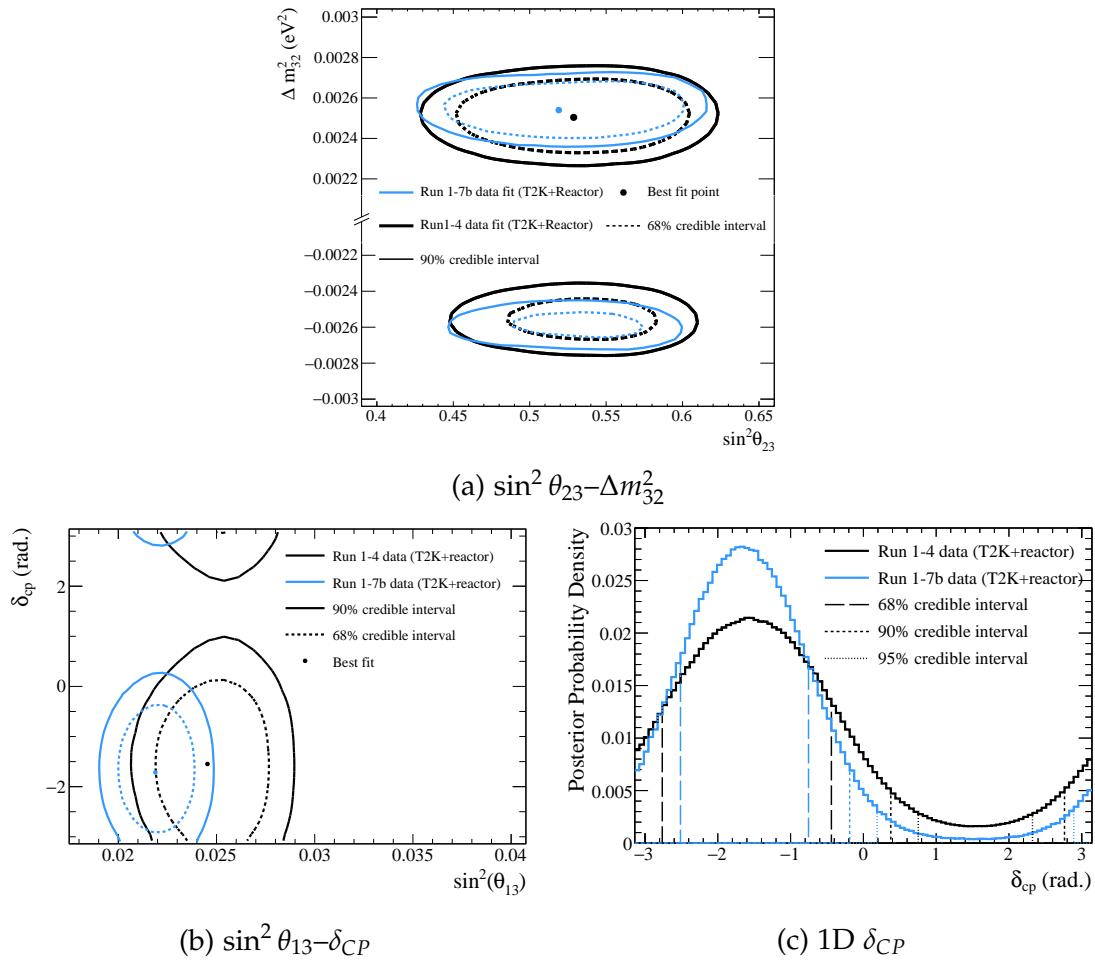 Δ m²₃₂ (eV²)
0.003
0.0028
0.0026
0.0024
0.0022
Run 1-7b data fit (T2K+Reactor)
Best fit point
Run1-4 data fit (T2K+Reactor)
68% credible interval
90% credible interval
−0.0022
−0.0024
−0.0026
−0.0028
−0.003
0.4 0.45 0.5 0.55 0.6 0.65
sin²θ₂₃
(a) sin² θ₂₃–Δm²₃₂
δcp (rad.)
2
0
−2
Run 1-4 data (T2K+reactor)
Run 1-7b data (T2K+reactor)
90% credible interval
68% credible interval
Best fit
0.02 0.025 0.03 0.035 0.04
sin²(θ₁₃)
(b) sin² θ₁₃–δCP
Posterior Probability Density
0.03
0.025
0.02
0.015
0.01
0.005
0
Run 1-4 data (T2K+reactor)
Run 1-7b data (T2K+reactor)
68% credible interval
90% credible interval
95% credible interval
−3 −2 −1 0 1 2 3
δcp (rad.)
(c) 1D δCP